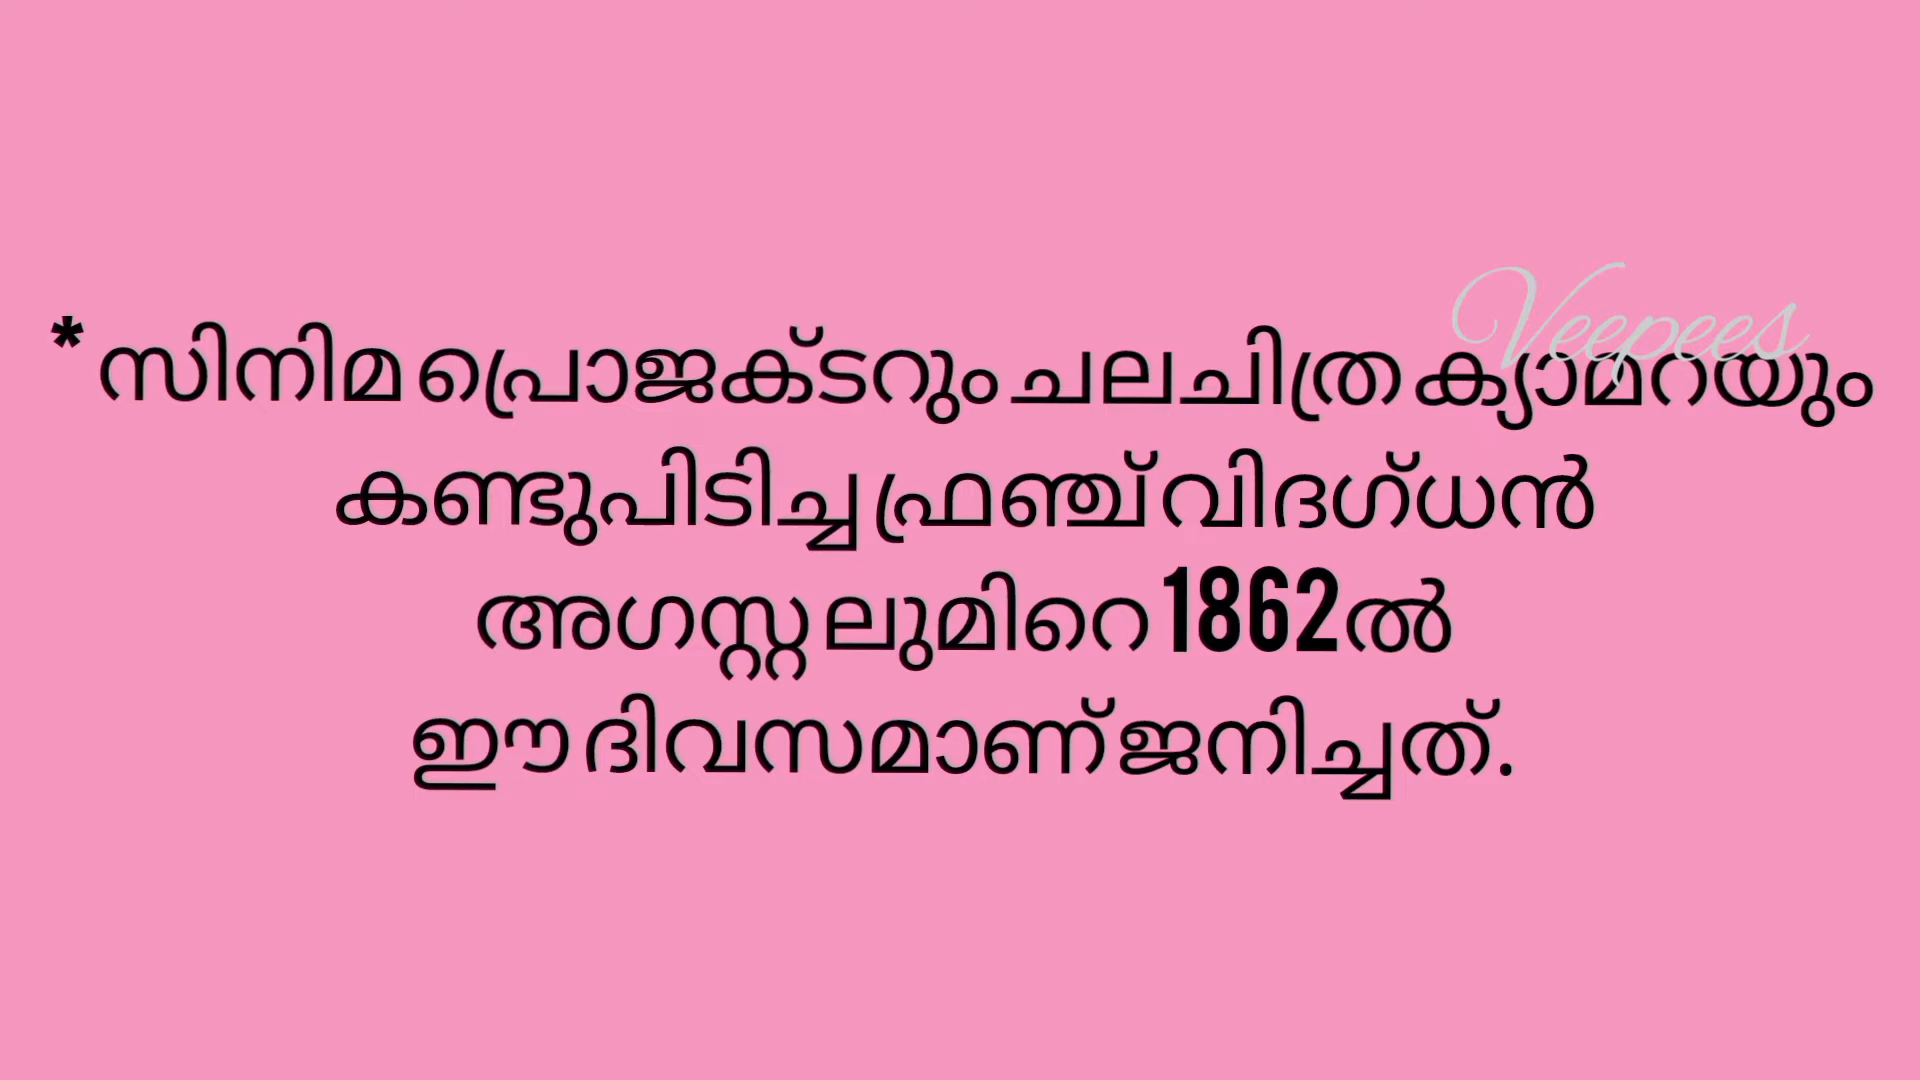 Veepees
* സിനിമ പ്രൊജക്ടറും ചലചിത്ര ക്യാമറയും
കണ്ടുപിടിച്ച ഫ്രഞ്ച് വിദഗ്ധൻ
അഗസ്റ്റ ലുമിറെ 1862ൽ
ഈ ദിവസമാണ് ജനിച്ചത്.